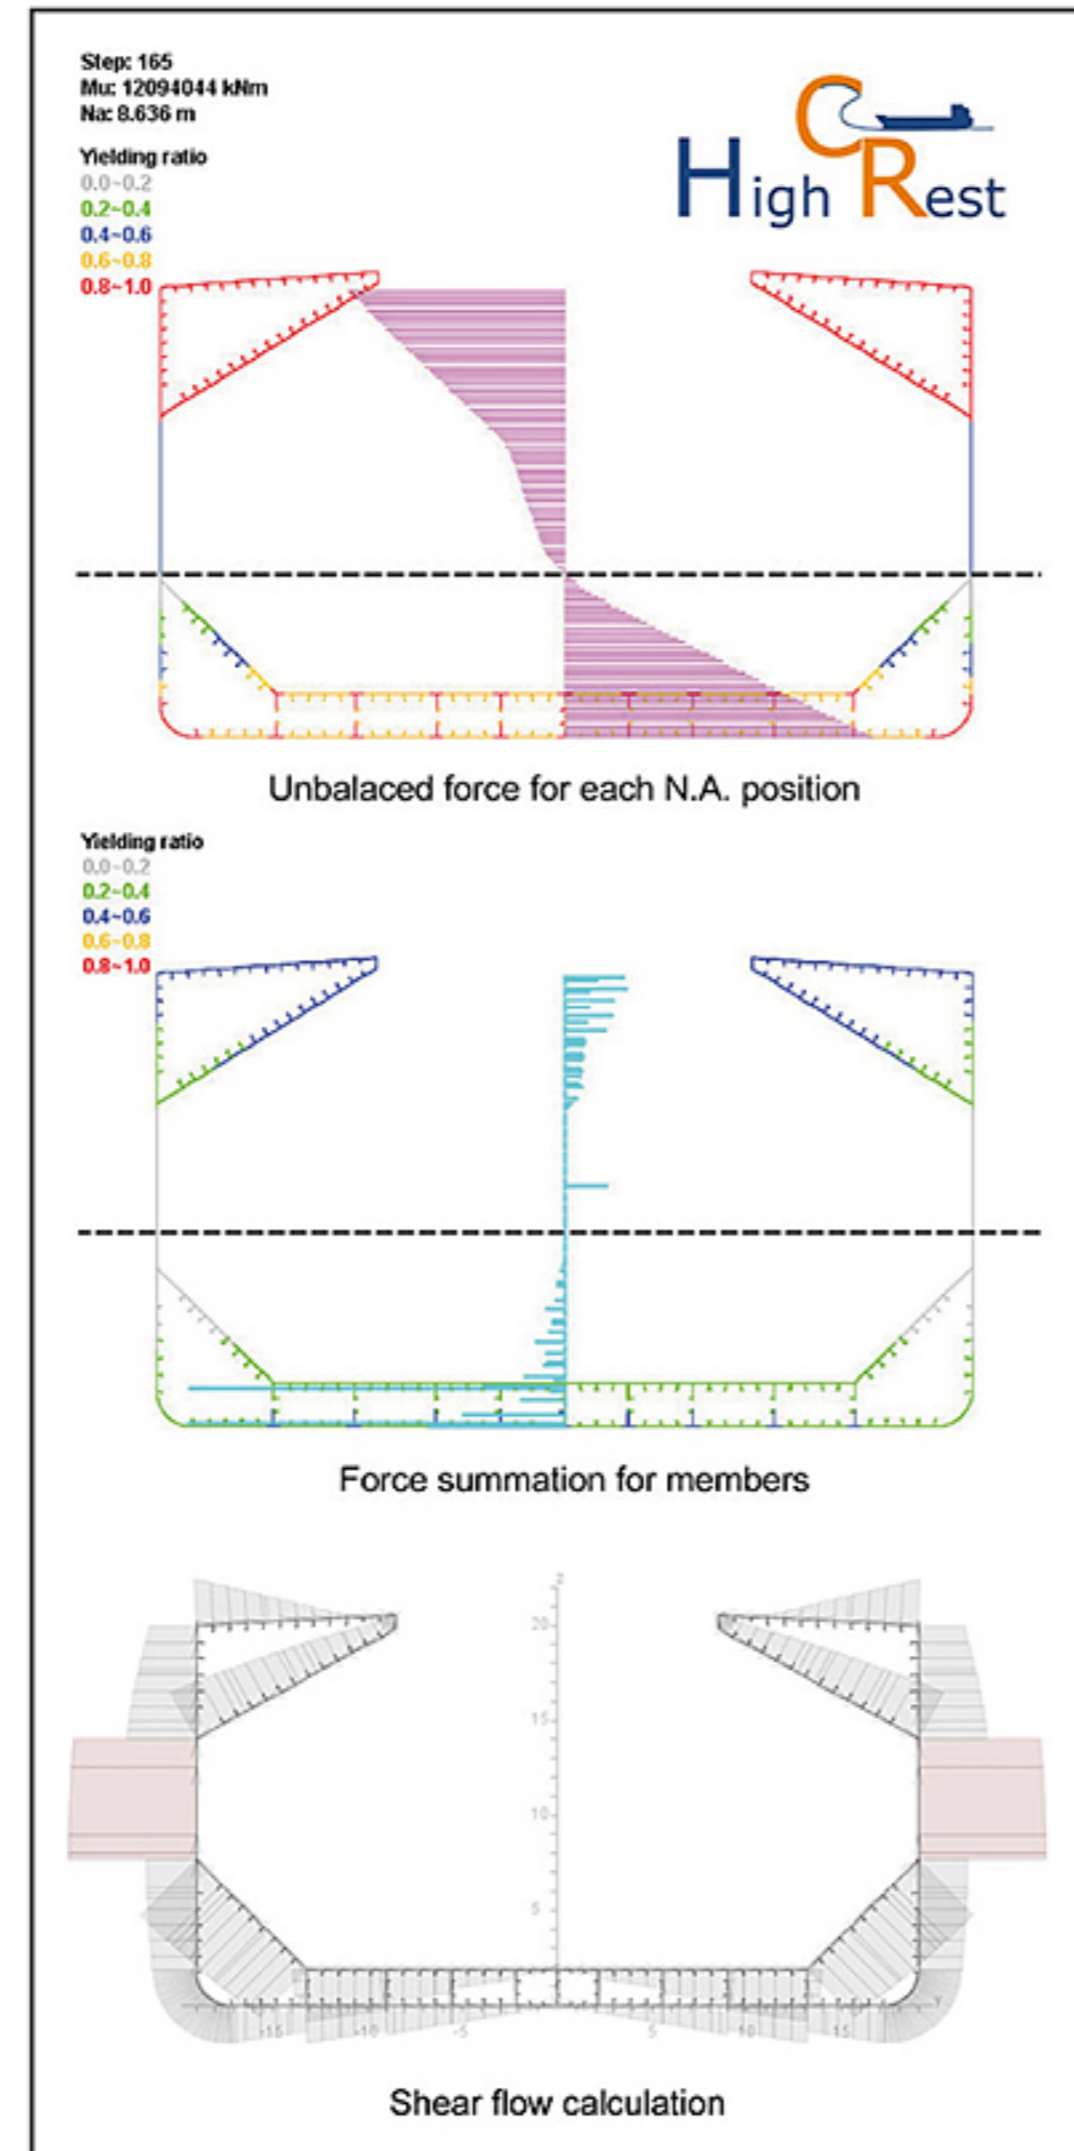 Step: 165
Mu: 12094044 kNm
Na: 8.636 m
High CRest
Yielding ratio
0.0~0.2
0.2~0.4
0.4~0.6
0.6~0.8
0.8~1.0
Unbalaced force for each N.A. position
Yielding ratio
0.0~0.2
0.2~0.4
0.4~0.6
0.6~0.8
0.8~1.0
Force summation for members
z
20
15
10
5
-15 -10 -5 5 10 15
Shear flow calculation